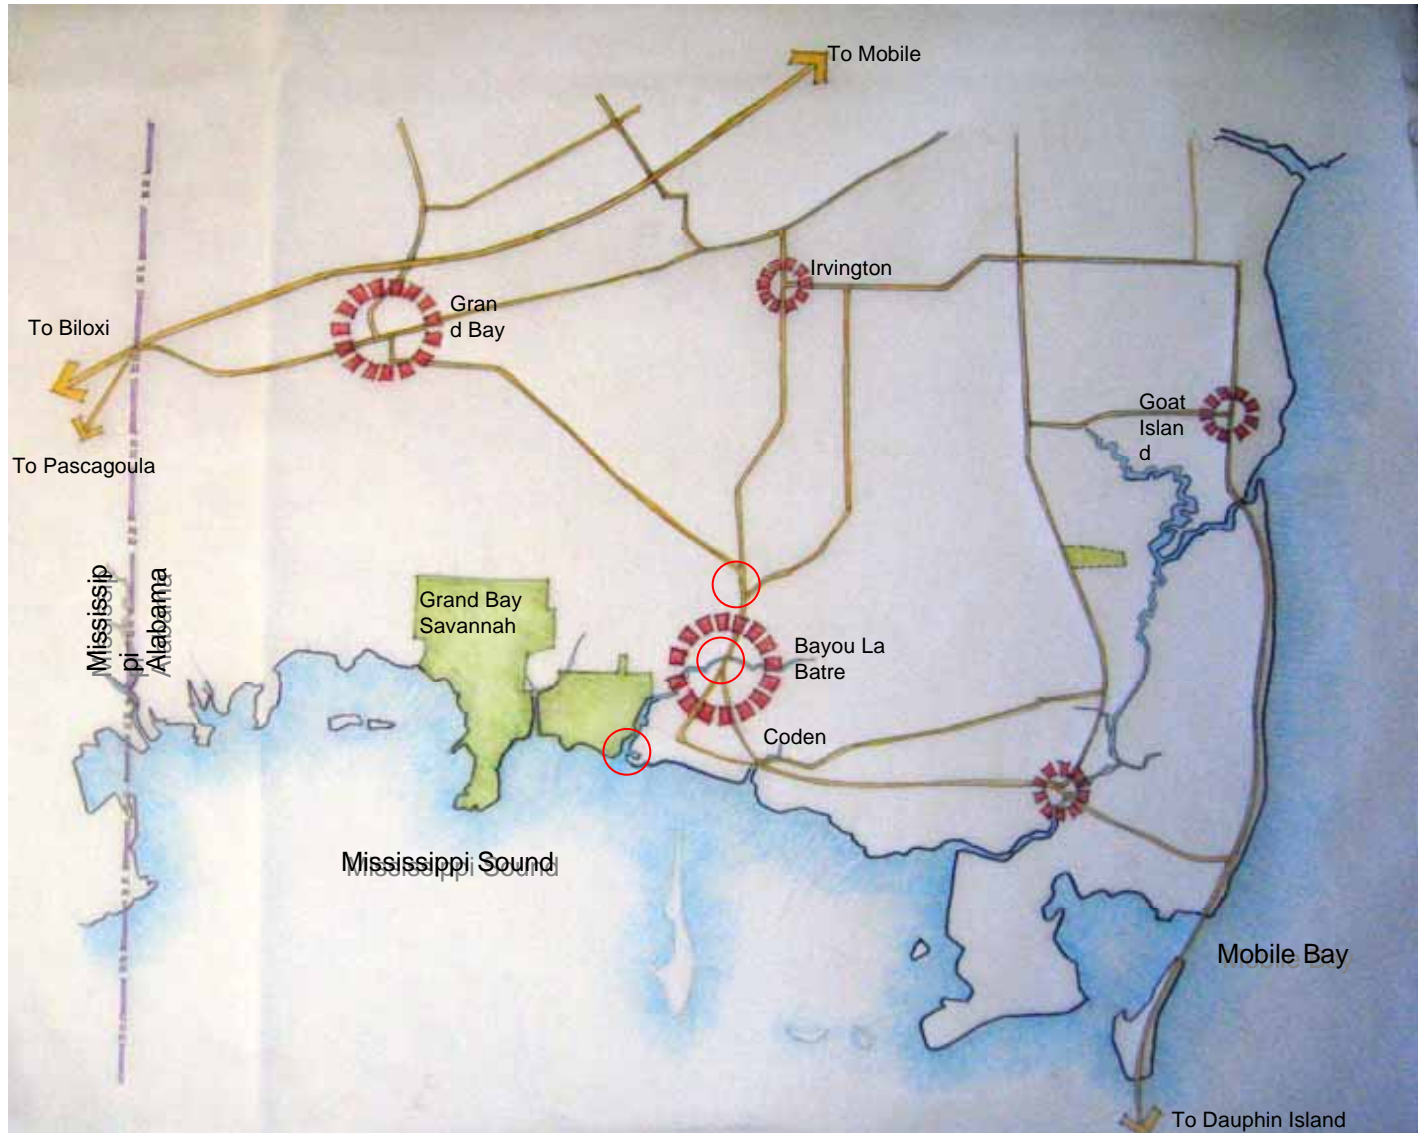 To Mobile
Irvington
Gran
d Bay
To Biloxi
Goat
Islan
d
To Pascagoula
Mississip
pi
Alabama
Grand Bay
Savannah
Bayou La
Batre
Coden
Mississippi Sound
Mobile Bay
To Dauphin Island